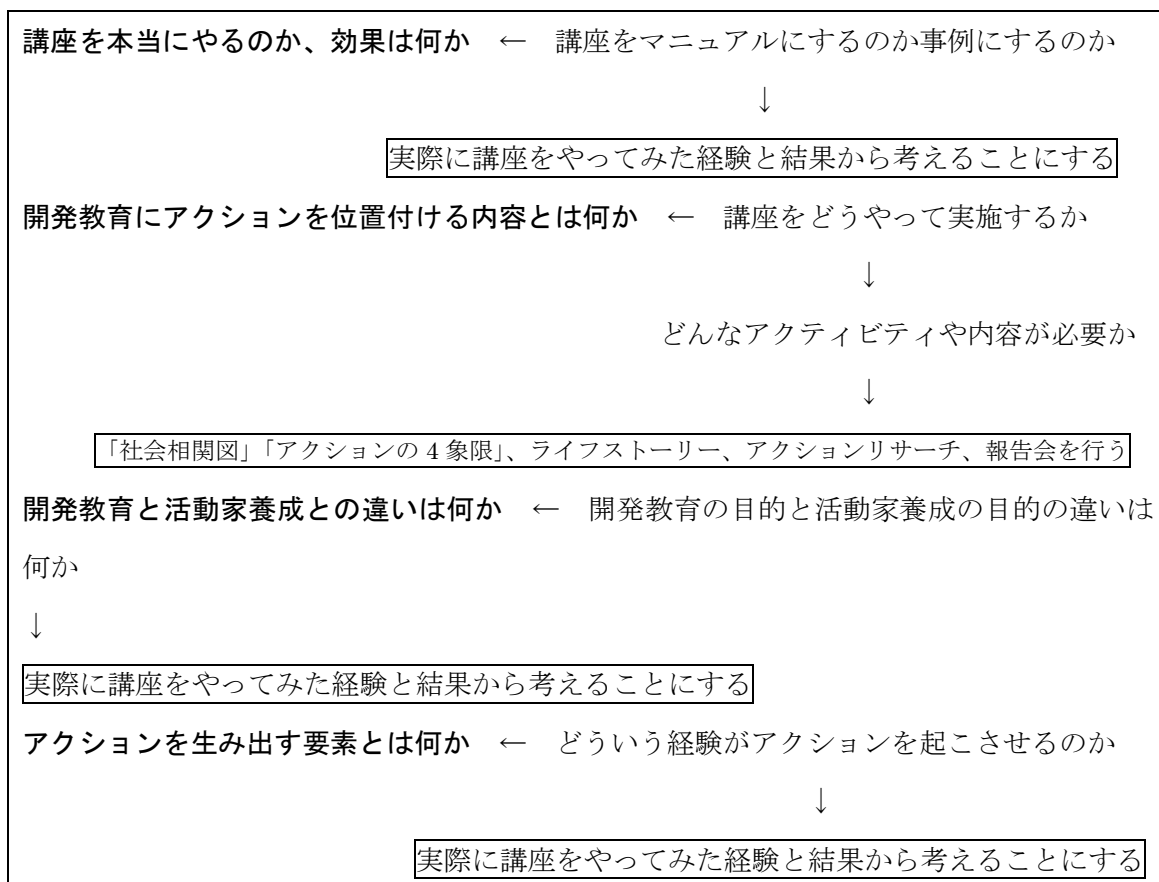 講座を本当にやるのか、効果は何か ← 講座をマニュアルにするのか事例にするのか
↓
実際に講座をやってみた経験と結果から考えることにする
開発教育にアクションを位置付ける内容とは何か ← 講座をどうやって実施するか
↓
どんなアクティビティや内容が必要か
↓
「社会相関図」「アクションの 4 象限」、ライフストーリー、アクションリサーチ、報告会を行う
開発教育と活動家養成との違いは何か ← 開発教育の目的と活動家養成の目的の違いは
何か
↓
実際に講座をやってみた経験と結果から考えることにする
アクションを生み出す要素とは何か ← どういう経験がアクションを起こさせるのか
↓
実際に講座をやってみた経験と結果から考えることにする